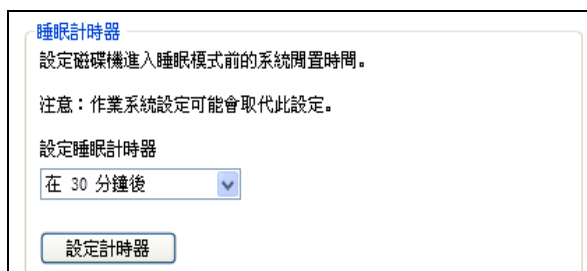 睡眠計時器
設定磁碟機進入睡眠模式前的系統閒置時間。
注意：作業系統設定可能會取代此設定。
設定睡眠計時器
在 30 分鐘後
設定計時器